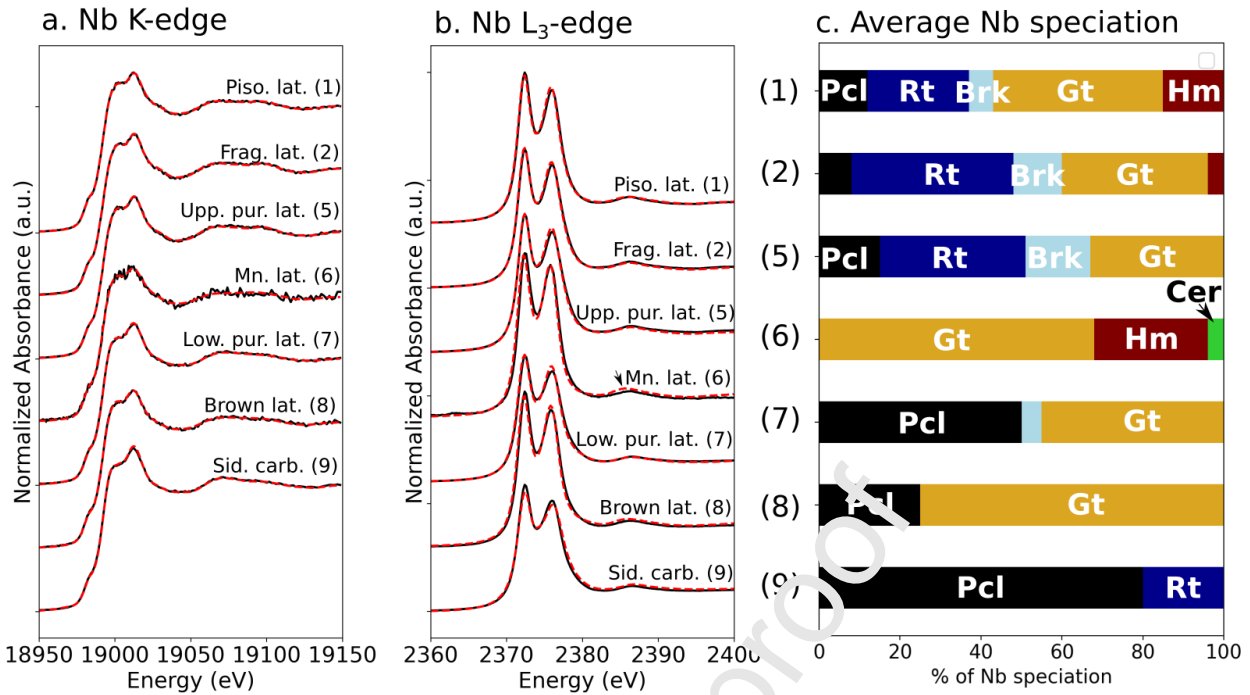 a. Nb K-edge
Normalized Absorbance (a.u.)
Piso. lat. (1)
Frag. lat. (2)
Upp. pur. lat. (5)
Mn. lat. (6)
Low. pur. lat. (7)
Brown lat. (8)
Sid. carb. (9)
18950 19000 19050 19100 19150
Energy (eV)
b. Nb L₃-edge
Normalized Absorbance (a.u.)
Piso. lat. (1)
Frag. lat. (2)
Upp. pur. lat. (5)
Mn. lat. (6)
Low. pur. lat. (7)
Brown lat. (8)
Sid. carb. (9)
2360 2370 2380 2390 2400
Energy (eV)
c. Average Nb speciation
(1) Pcl Rt Brk Gt Hm
(2) Rt Brk Gt
(5) Pcl Rt Brk Gt
Cer
(6) Gt Hm
(7) Pcl Gt
(8) Pcl Gt
(9) Pcl Rt
0 20 40 60 80 100
% of Nb speciation
proof